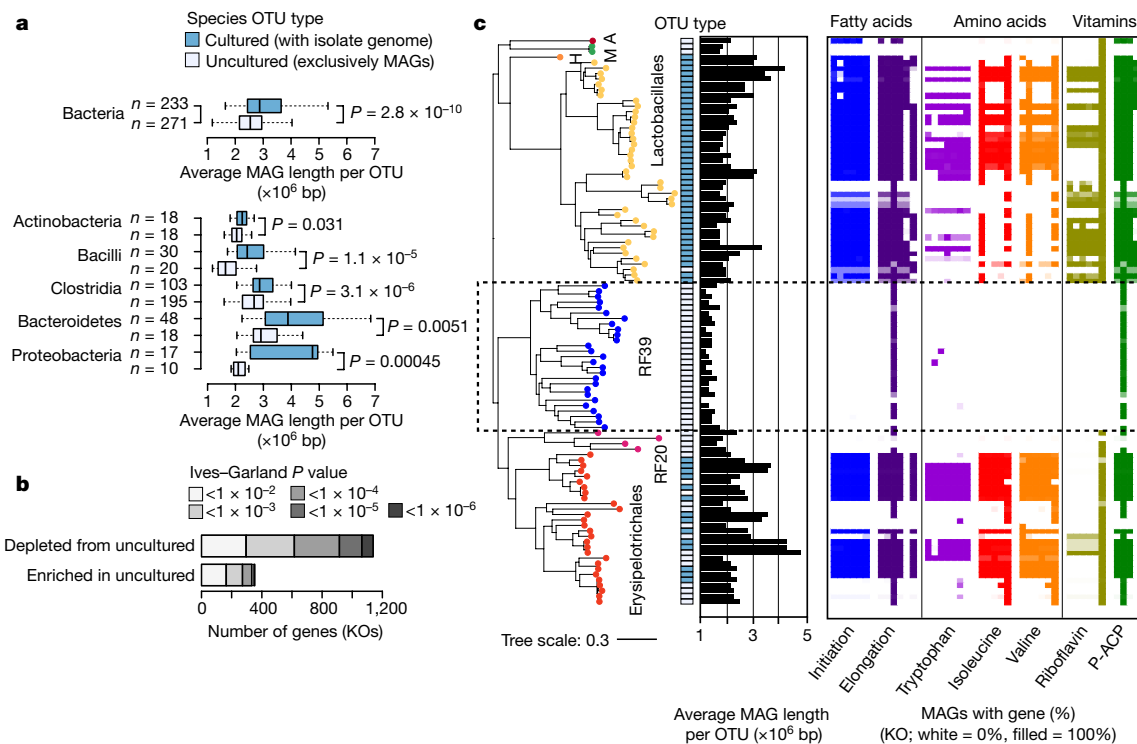 a
Species OTU type
Cultured (with isolate genome)
Uncultured (exclusively MAGs)
Bacteria
n = 233
n = 271
P = 2.8 × 10⁻¹⁰
1 2 3 4 5 6 7
Average MAG length per OTU
(×10⁶ bp)
Actinobacteria n = 18
n = 18
P = 0.031
Bacilli n = 30
n = 20
P = 1.1 × 10⁻⁵
Clostridia n = 103
n = 195
P = 3.1 × 10⁻⁶
Bacteroidetes n = 48
n = 18
P = 0.0051
Proteobacteria n = 17
n = 10
P = 0.00045
1 2 3 4 5 6 7
Average MAG length per OTU
(×10⁶ bp)
b
Ives–Garland P value
<1 × 10⁻² <1 × 10⁻⁴
<1 × 10⁻³ <1 × 10⁻⁵ <1 × 10⁻⁶
Depleted from uncultured
Enriched in uncultured
0 400 800 1,200
Number of genes (KOs)
c
OTU type
Fatty acids Amino acids Vitamins
A
M
H
Lactobacillales
RF39
RF20
Erysipelotrichales
Tree scale: 0.3
1 3 5
Average MAG length
per OTU (×10⁶ bp)
Initiation
Elongation
Tryptophan
Isoleucine
Valine
Riboflavin
P-ACP
MAGs with gene (%)
(KO; white = 0%, filled = 100%)